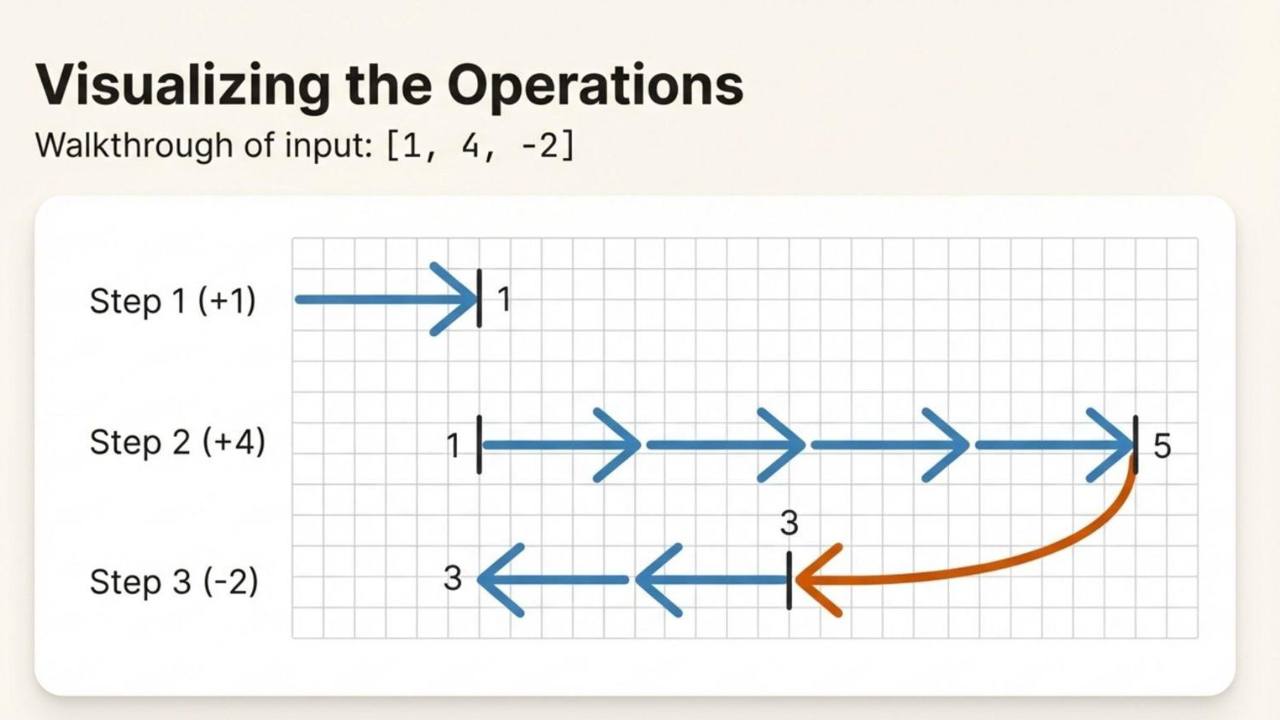 Visualizing the Operations
Walkthrough of input: [1, 4, -2]
Step 1 (+1)
1
Step 2 (+4)
1
5
3
Step 3 (-2)
3